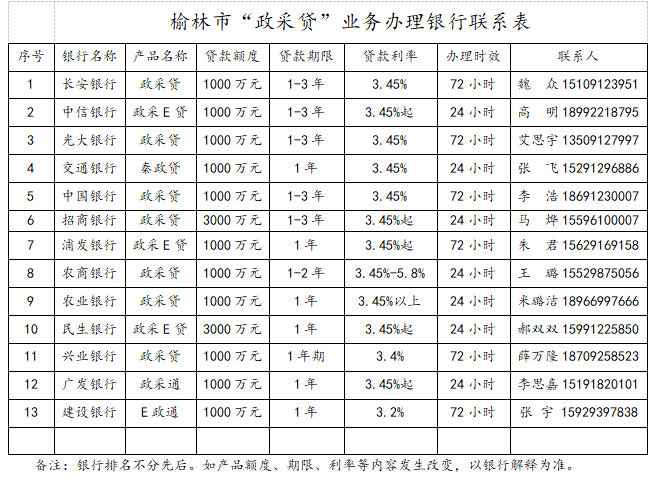 榆林市“政采贷”业务办理银行联系表
序号 银行名称 产品名称 贷款额度 贷款期限 贷款利率 办理时效 联系人
1 长安银行 政采贷 1000万元 1-3年 3.45% 72小时 魏 众 15109123951
2 中信银行 政采E贷 1000万元 1-3年 3.45%起 24小时 高 明 18992218795
3 光大银行 政采贷 1000万元 1-3年 3.45% 72小时 艾思宇 13509127997
4 交通银行 秦政贷 1000万元 1年 3.45% 24小时 张 飞 15291296886
5 中国银行 政采贷 1000万元 1-3年 3.45% 72小时 李 浩 18691230007
6 招商银行 政采贷 3000万元 1-3年 3.45%起 24小时 马 烨 15596100007
7 浦发银行 政采E贷 1000万元 1年 3.45%起 72小时 朱 君 15629169158
8 农商银行 政采贷 1000万元 1-2年 3.45%-5.8% 24小时 王 璐 15529875056
9 农业银行 政采贷 1000万元 1年 3.45%以上 24小时 米璐洁 18966997666
10 民生银行 政采E贷 3000万元 1年 3.45%起 24小时 郝双双 15991225850
11 兴业银行 政采贷 1000万元 1年期 3.4% 72小时 薛万隆 18709258523
12 广发银行 政采通 1000万元 1年 3.45%起 24小时 李思嘉 15191820101
13 建设银行 E政通 1000万元 1年 3.2% 72小时 张 宇 15929397838
备注：银行排名不分先后。如产品额度、期限、利率等内容发生改变，以银行解释为准。